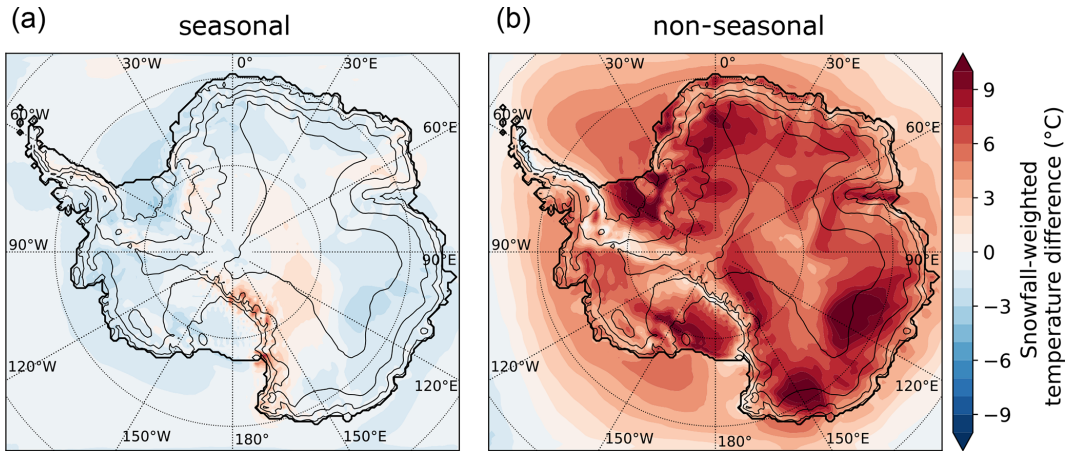 (a)
seasonal
30°W
0°
30°E
60°W
60°E
90°W
90°E
120°W
120°E
150°W
180°
150°E
(b)
non-seasonal
30°W
0°
30°E
60°W
60°E
90°W
90°E
120°W
120°E
150°W
180°
150°E
9
6
3
0
−3
−6
−9
Snowfall-weighted
temperature difference (°C)